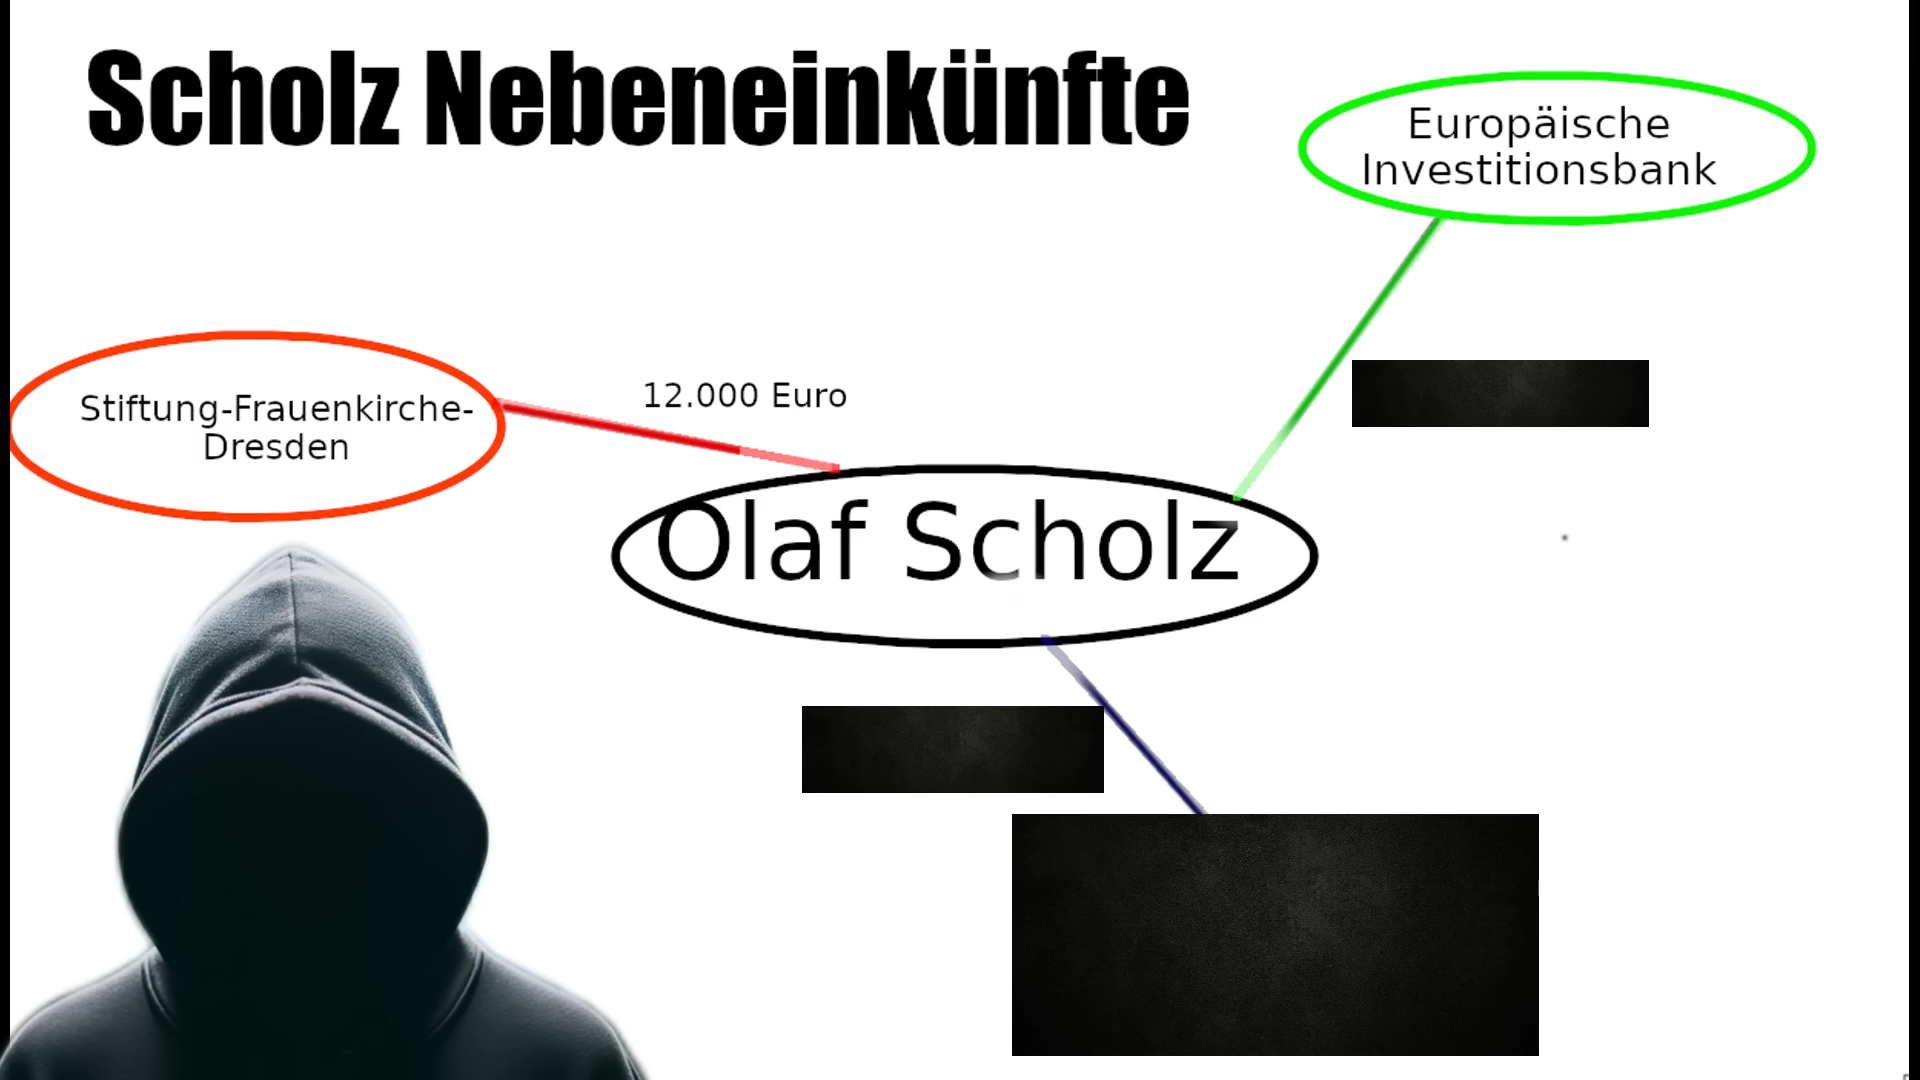 Scholz Nebeneinkünfte
Europäische
Investitionsbank
Stiftung-Frauenkirche-
Dresden
12.000 Euro
Olaf Scholz